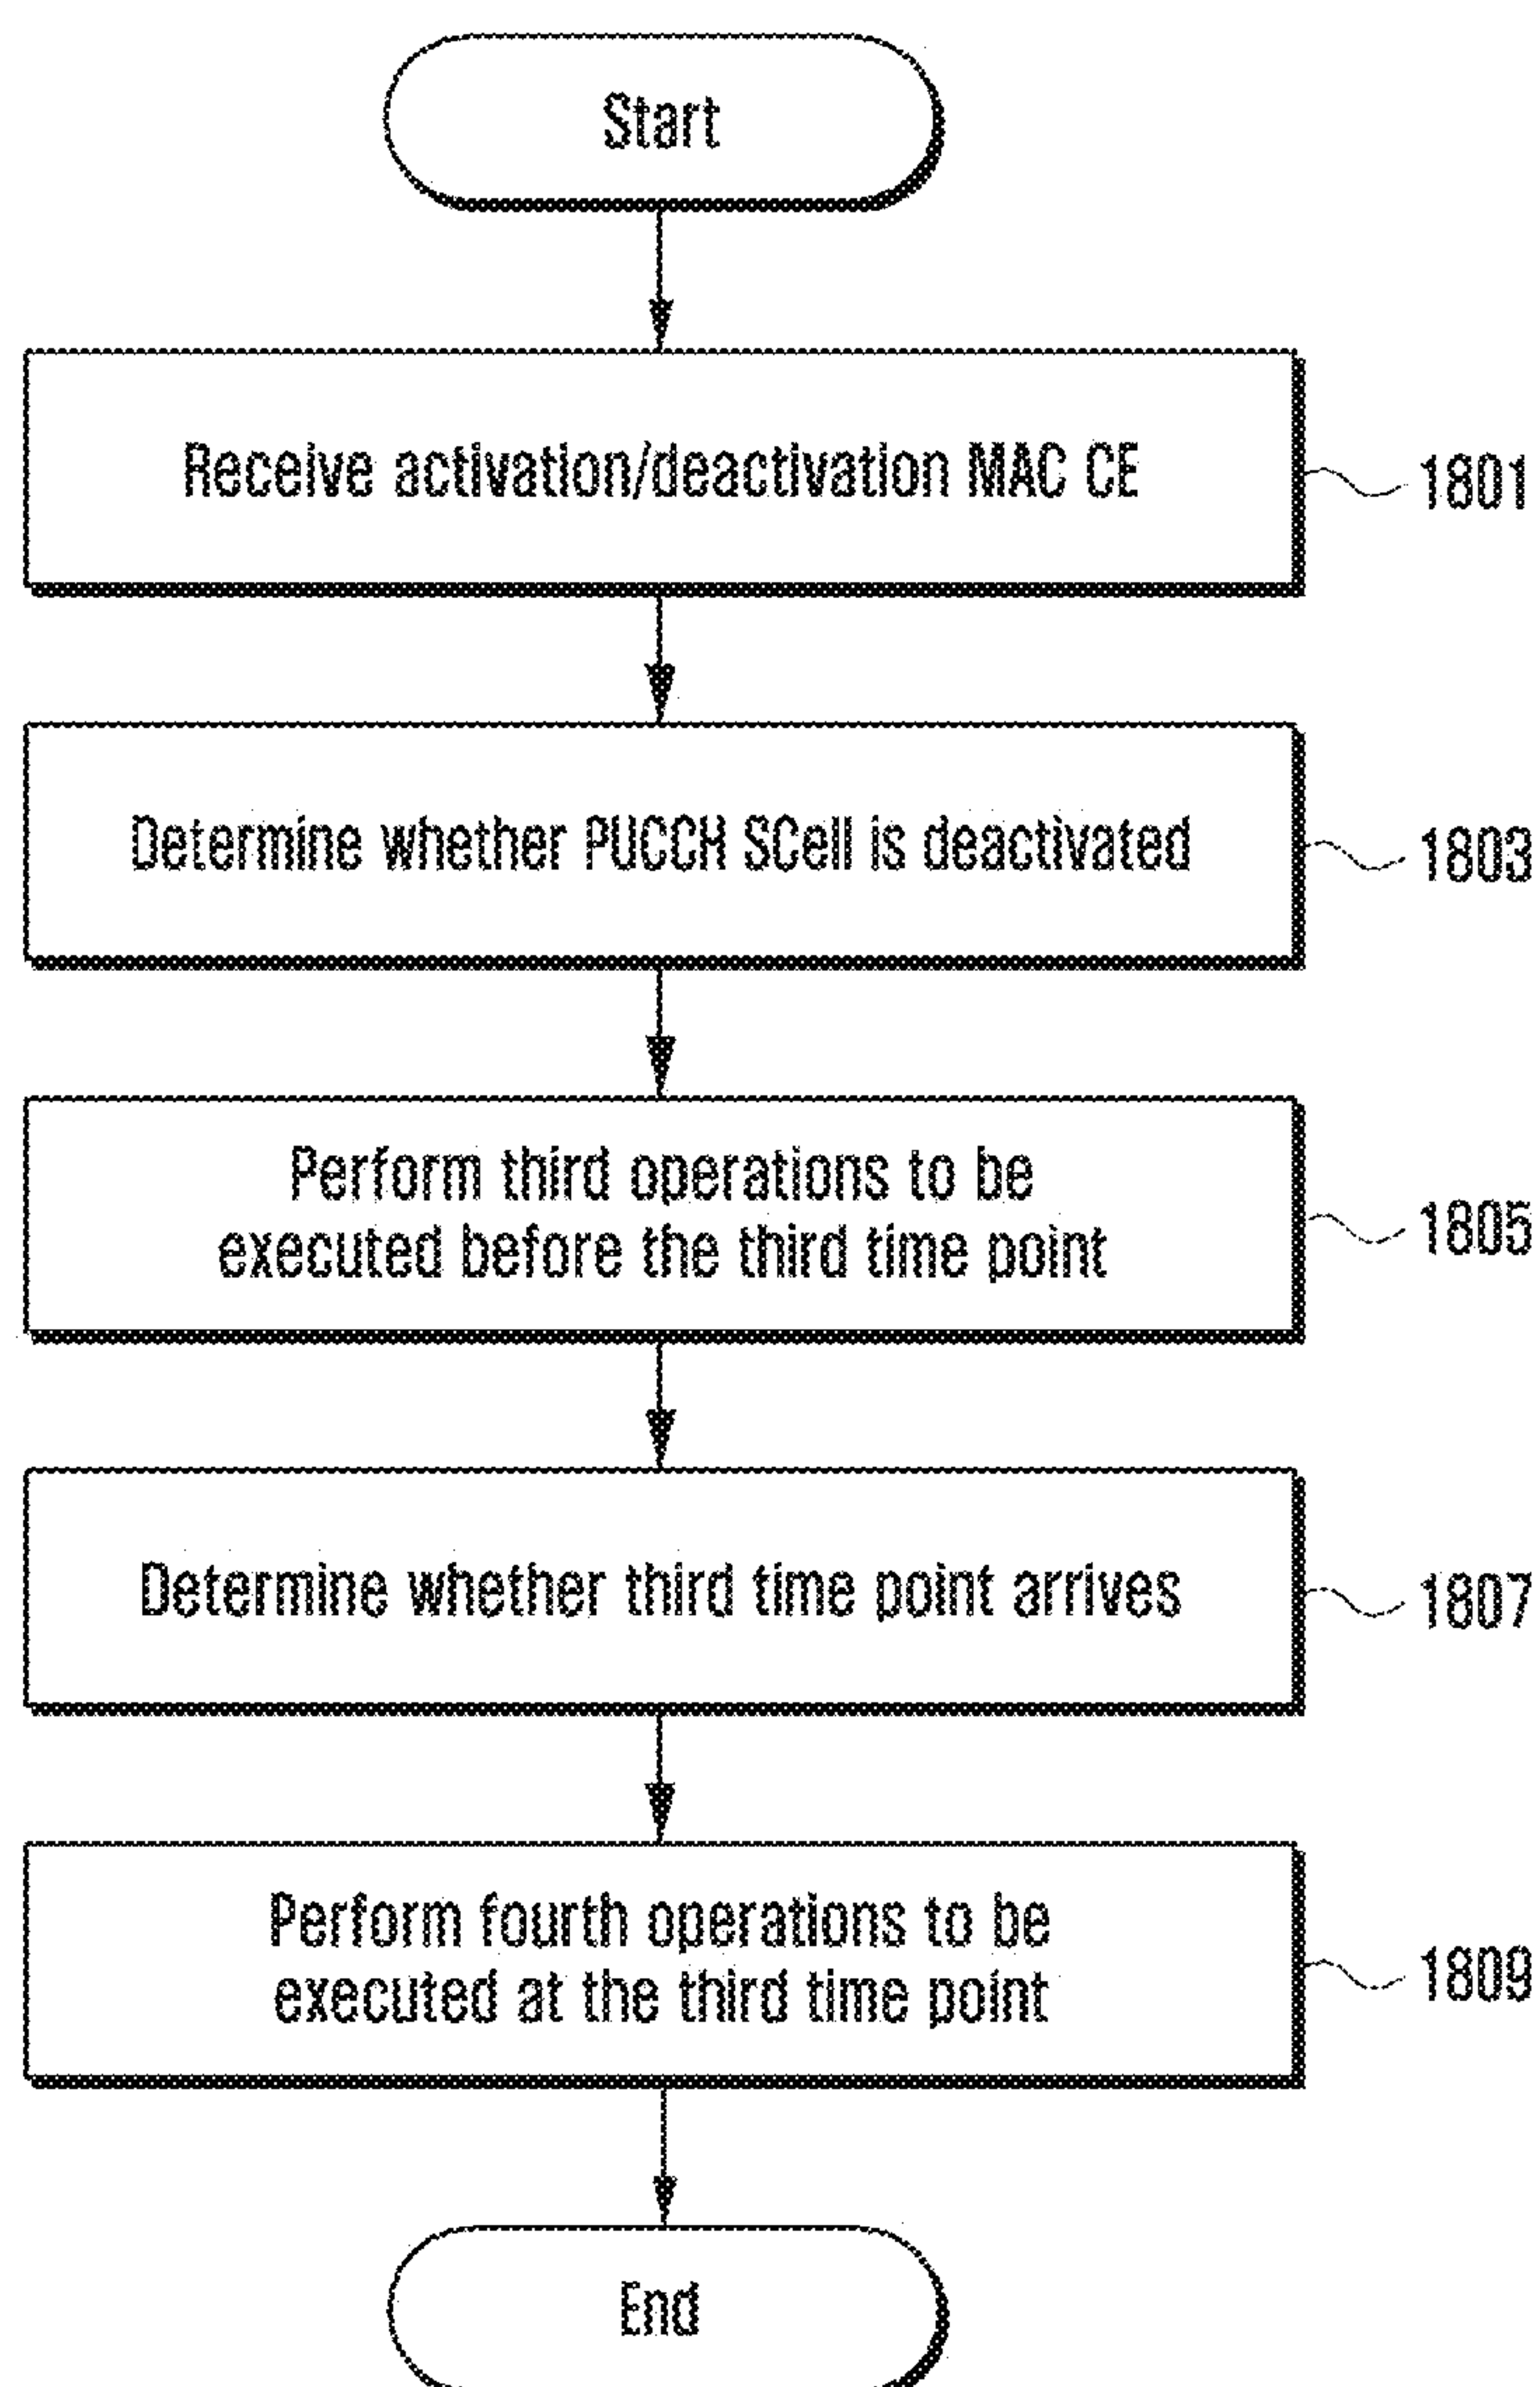 Start
Receive activation/deactivation MAC CE
1801
Determine whether PUCCH SCell is deactivated
1803
Perform third operations to be
executed before the third time point
1805
Determine whether third time point arrives
1807
Perform fourth operations to be
executed at the third time point
1809
End